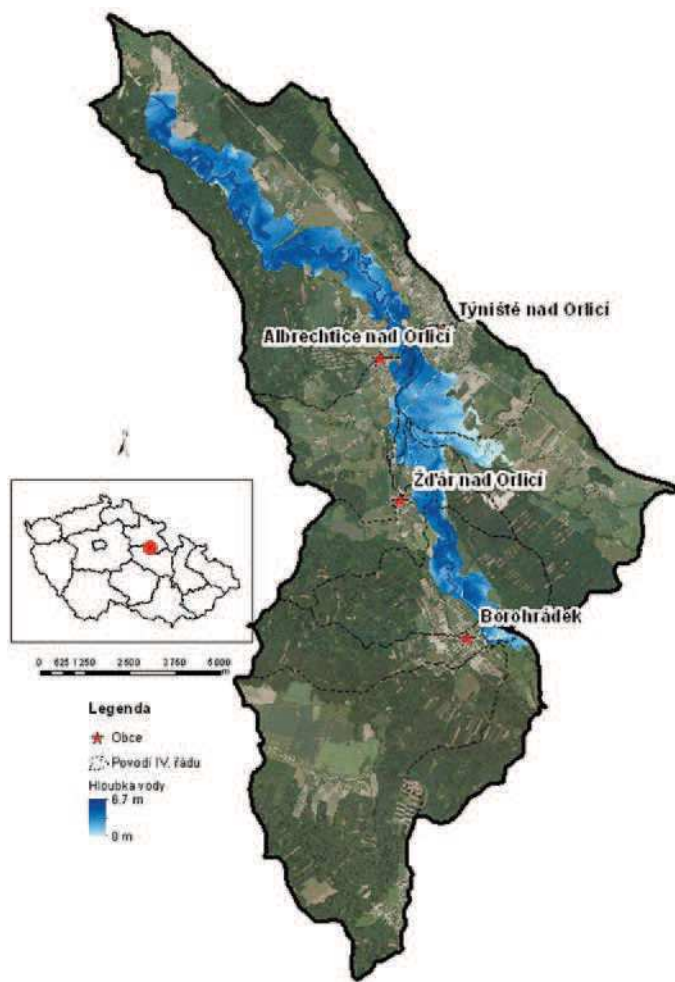 Týniště nad Orlicí
Albrechtice nad Orlicí
Žďár nad Orlicí
Borohrádek
0 625 1 250 2 500 3 750 5 000
m
Legenda
Obce
Povodí IV. řádu
Hloubka vody
6.7 m
0 m